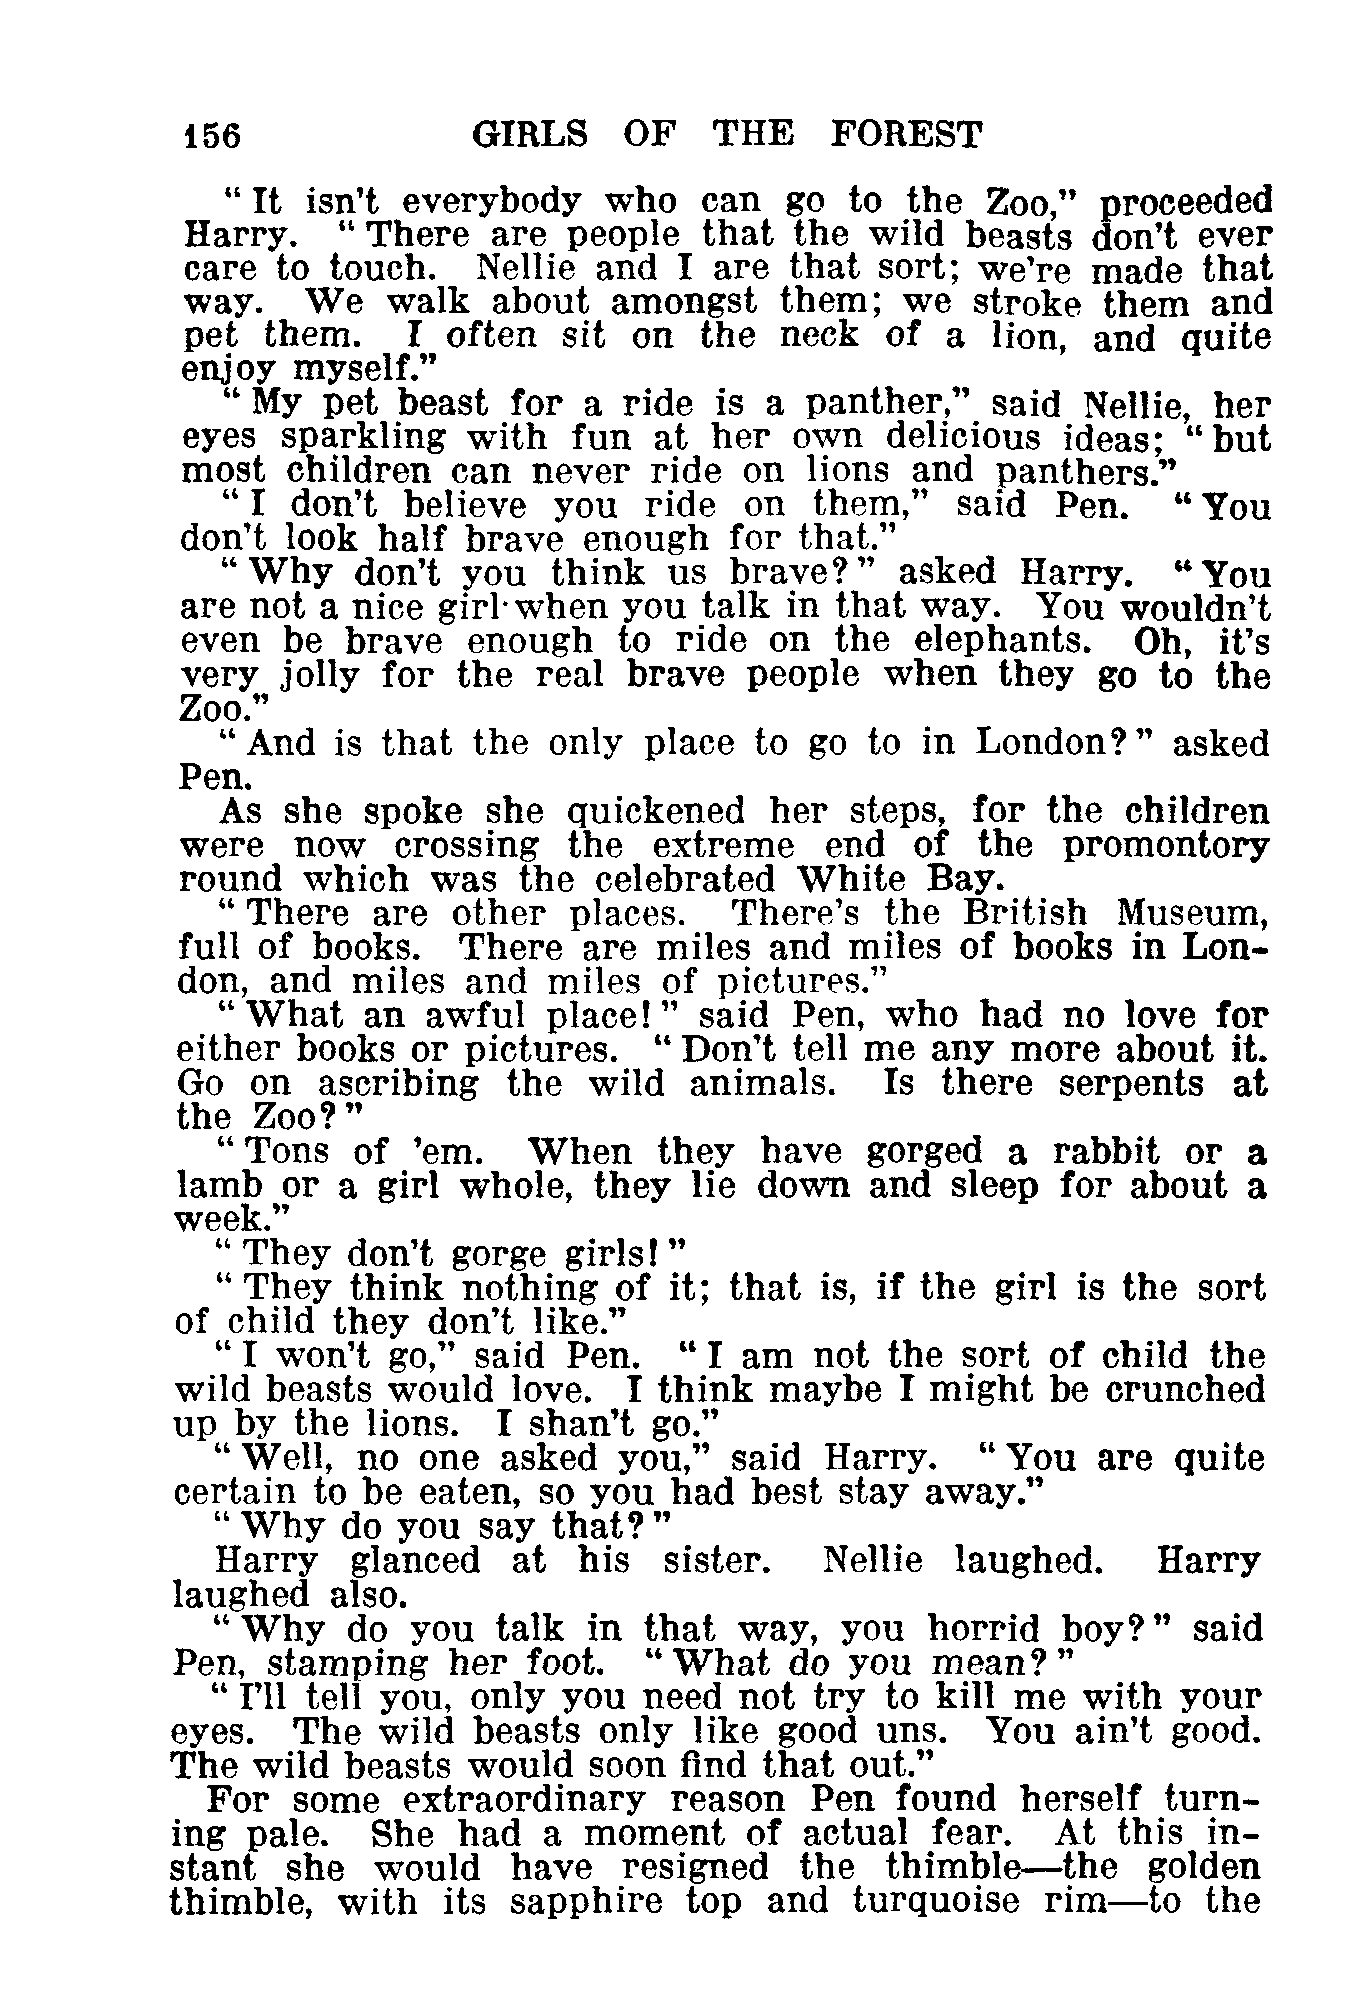 156 GIRLS OF THE FOREST
“ It isn't everybody who can go to the Zoo,” proceeded
Harry. “ There are people that the wild beasts don't ever
care to touch. Nellie and I are that sort; we're made that
way. We walk about amongst them; we stroke them and
pet them. I often sit on the neck of a lion, and quite
enjoy myself.”
“ My pet beast for a ride is a panther,” said Nellie, her
eyes sparkling with fun at her own delicious ideas; “ but
most children can never ride on lions and panthers.”
“ I don't believe you ride on them,” said Pen. “ You
don't look half brave enough for that.”
“ Why don't you think us brave? ” asked Harry. “ You
are not a nice girl when you talk in that way. You wouldn't
even be brave enough to ride on the elephants. Oh, it's
very jolly for the real brave people when they go to the
Zoo.”
“ And is that the only place to go to in London? ” asked
Pen.
As she spoke she quickened her steps, for the children
were now crossing the extreme end of the promontory
round which was the celebrated White Bay.
“ There are other places. There's the British Museum,
full of books. There are miles and miles of books in Lon-
don, and miles and miles of pictures.”
“ What an awful place! ” said Pen, who had no love for
either books or pictures. “ Don't tell me any more about it.
Go on ascribing the wild animals. Is there serpents at
the Zoo? ”
“ Tons of 'em. When they have gorged a rabbit or a
lamb or a girl whole, they lie down and sleep for about a
week.”
“ They don't gorge girls! ”
“ They think nothing of it; that is, if the girl is the sort
of child they don't like.”
“ I won't go,” said Pen. “ I am not the sort of child the
wild beasts would love. I think maybe I might be crunched
up by the lions. I shan't go.”
“ Well, no one asked you,” said Harry. “ You are quite
certain to be eaten, so you had best stay away.”
“ Why do you say that? ”
Harry glanced at his sister. Nellie laughed. Harry
laughed also.
“ Why do you talk in that way, you horrid boy? ” said
Pen, stamping her foot. “ What do you mean? ”
“ I'll tell you, only you need not try to kill me with your
eyes. The wild beasts only like good uns. You ain't good.
The wild beasts would soon find that out.”
For some extraordinary reason Pen found herself turn-
ing pale. She had a moment of actual fear. At this in-
stant she would have resigned the thimble—the golden
thimble, with its sapphire top and turquoise rim—to the